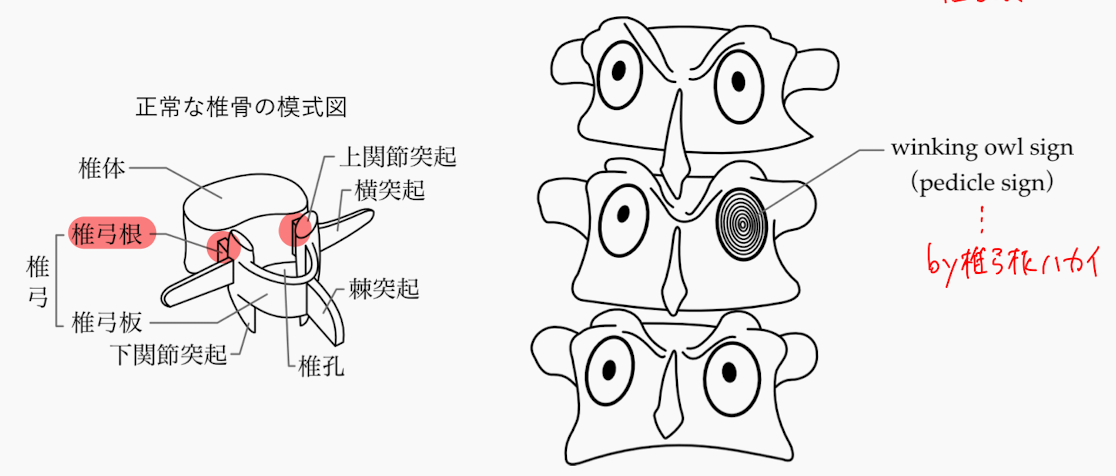 正常な椎骨の模式図
椎体
上関節突起
横突起
椎弓根
椎弓
棘突起
椎弓板
下関節突起
椎孔
winking owl sign
(pedicle sign)
by椎弓根ハカイ